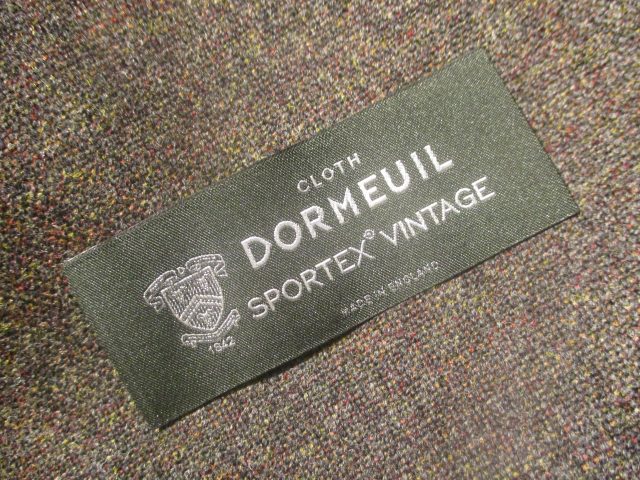 CLOTH
DORMEUIL
SPORTEX® VINTAGE
MADE IN ENGLAND
1842